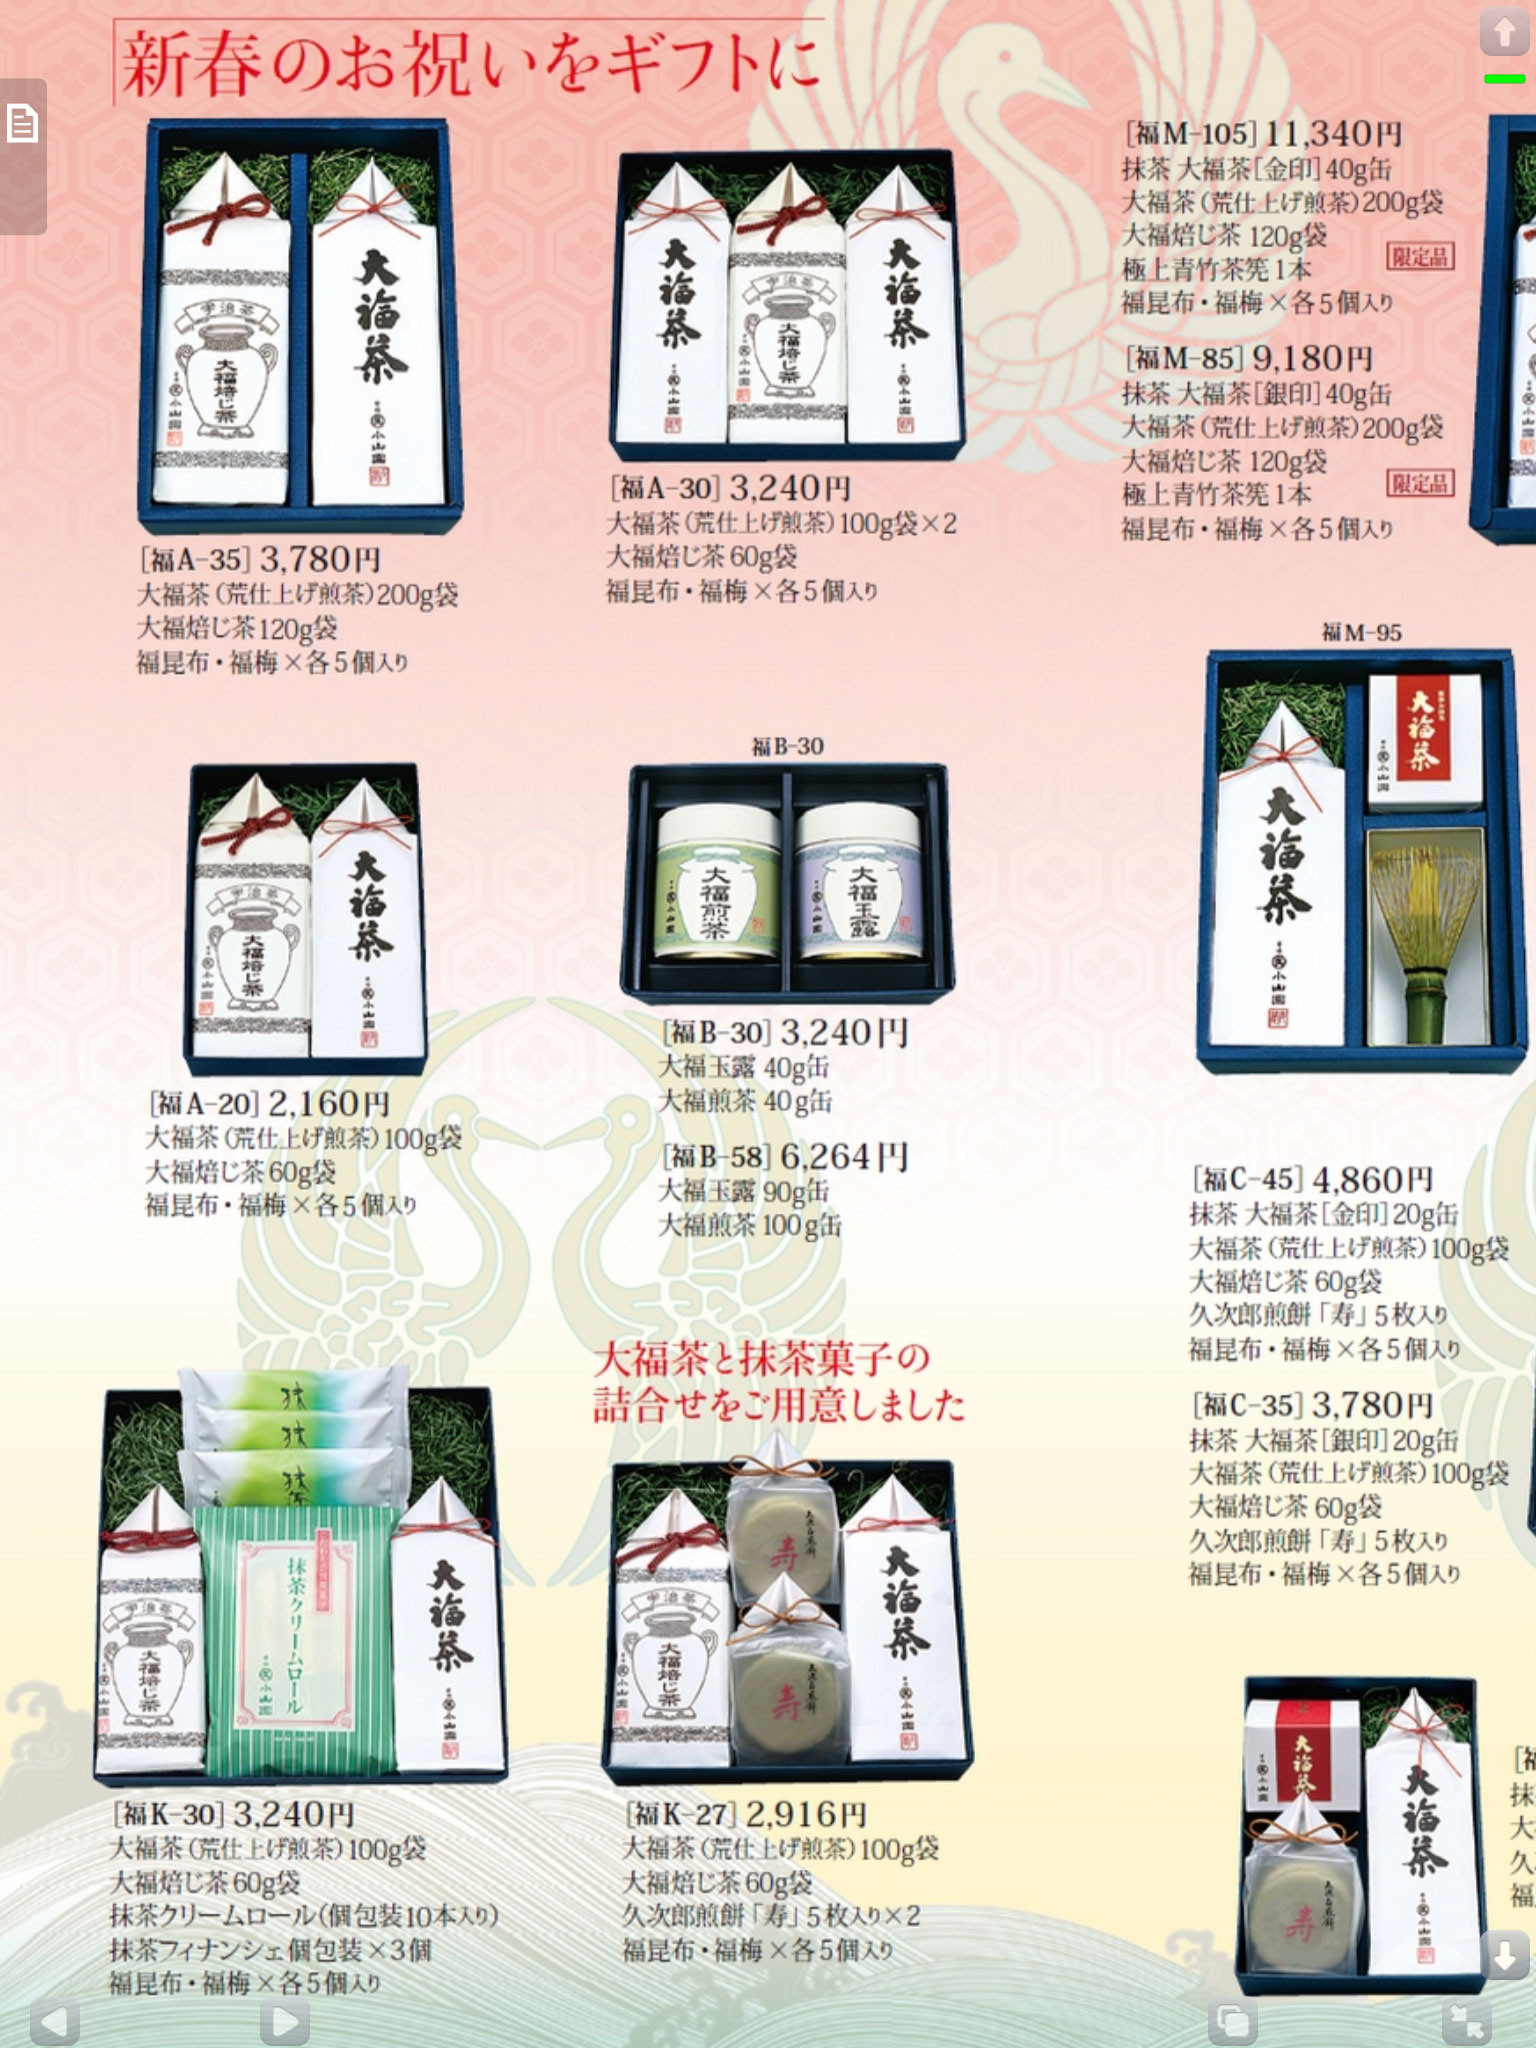 新春のお祝いをギフトに
大福焙じ茶
大福茶
[福A-35] 3,780円
大福茶（荒仕上げ煎茶）200g袋
大福焙じ茶120g袋
福昆布・福梅×各5個入り
大福茶
大福焙じ茶
大福茶
[福A-30] 3,240円
大福茶（荒仕上げ煎茶）100g袋×2
大福焙じ茶 60g袋
福昆布・福梅×各5個入り
[福M-105] 11,340円
抹茶 大福茶[金印]40g缶
大福茶（荒仕上げ煎茶）200g袋
大福焙じ茶 120g袋
極上青竹茶筅1本
限定品
福昆布・福梅×各5個入り
[福M-85] 9,180円
抹茶 大福茶[銀印]40g缶
大福茶（荒仕上げ煎茶）200g袋
大福焙じ茶 120g袋
極上青竹茶筅1本
限定品
福昆布・福梅×各5個入り
大福焙じ茶
大福茶
[福A-20] 2,160円
大福茶（荒仕上げ煎茶）100g袋
大福焙じ茶60g袋
福昆布・福梅×各5個入り
福B-30
大福煎茶
大福玉露
[福B-30] 3,240円
大福玉露 40g缶
大福煎茶 40g缶
[福B-58] 6,264円
大福玉露 90g缶
大福煎茶 100g缶
福M-95
大福茶
大福茶
[福C-45] 4,860円
抹茶 大福茶[金印]20g缶
大福茶（荒仕上げ煎茶）100g袋
大福焙じ茶 60g袋
久次郎煎餅「寿」5枚入り
福昆布・福梅×各5個入り
[福C-35] 3,780円
抹茶 大福茶[銀印]20g缶
大福茶（荒仕上げ煎茶）100g袋
大福焙じ茶 60g袋
久次郎煎餅「寿」5枚入り
福昆布・福梅×各5個入り
大福焙じ茶
抹茶クリームロール
大福茶
[福K-30] 3,240円
大福茶（荒仕上げ煎茶）100g袋
大福焙じ茶60g袋
抹茶クリームロール（個包装10本入り）
抹茶フィナンシェ個包装×3個
福昆布・福梅×各5個入り
大福茶と抹茶菓子の
詰合せをご用意しました
大福焙じ茶
寿
寿
大福茶
[福K-27] 2,916円
大福茶（荒仕上げ煎茶）100g袋
大福焙じ茶60g袋
久次郎煎餅「寿」5枚入り×2
福昆布・福梅×各5個入り
大福茶
寿
大福茶